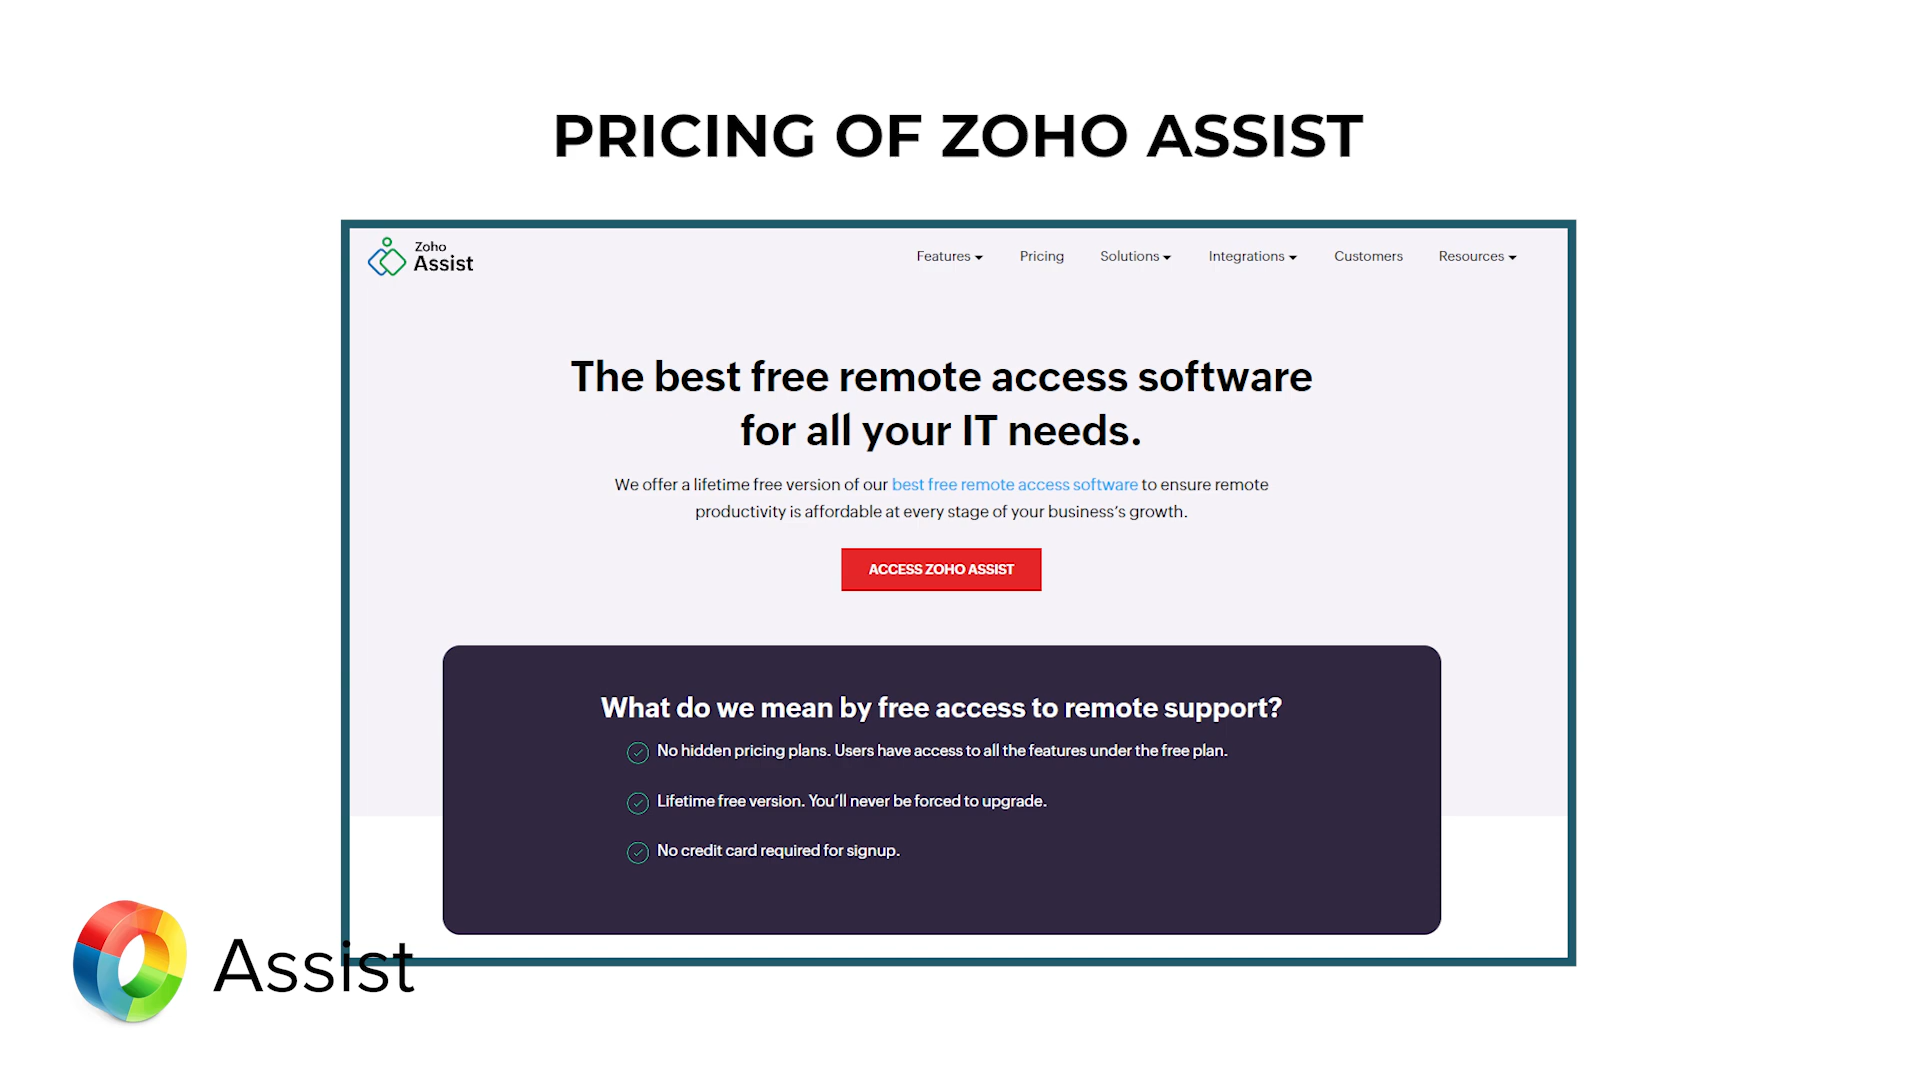 PRICING OF ZOHO ASSIST
Zoho
Assist
Features
Pricing
Solutions
Integrations
Customers
Resources
The best free remote access software
for all your IT needs.
We offer a lifetime free version of our best free remote access software to ensure remote
productivity is affordable at every stage of your business’s growth.
ACCESS ZOHO ASSIST
What do we mean by free access to remote support?
No hidden pricing plans. Users have access to all the features under the free plan.
Lifetime free version. You’ll never be forced to upgrade.
No credit card required for signup.
Assist